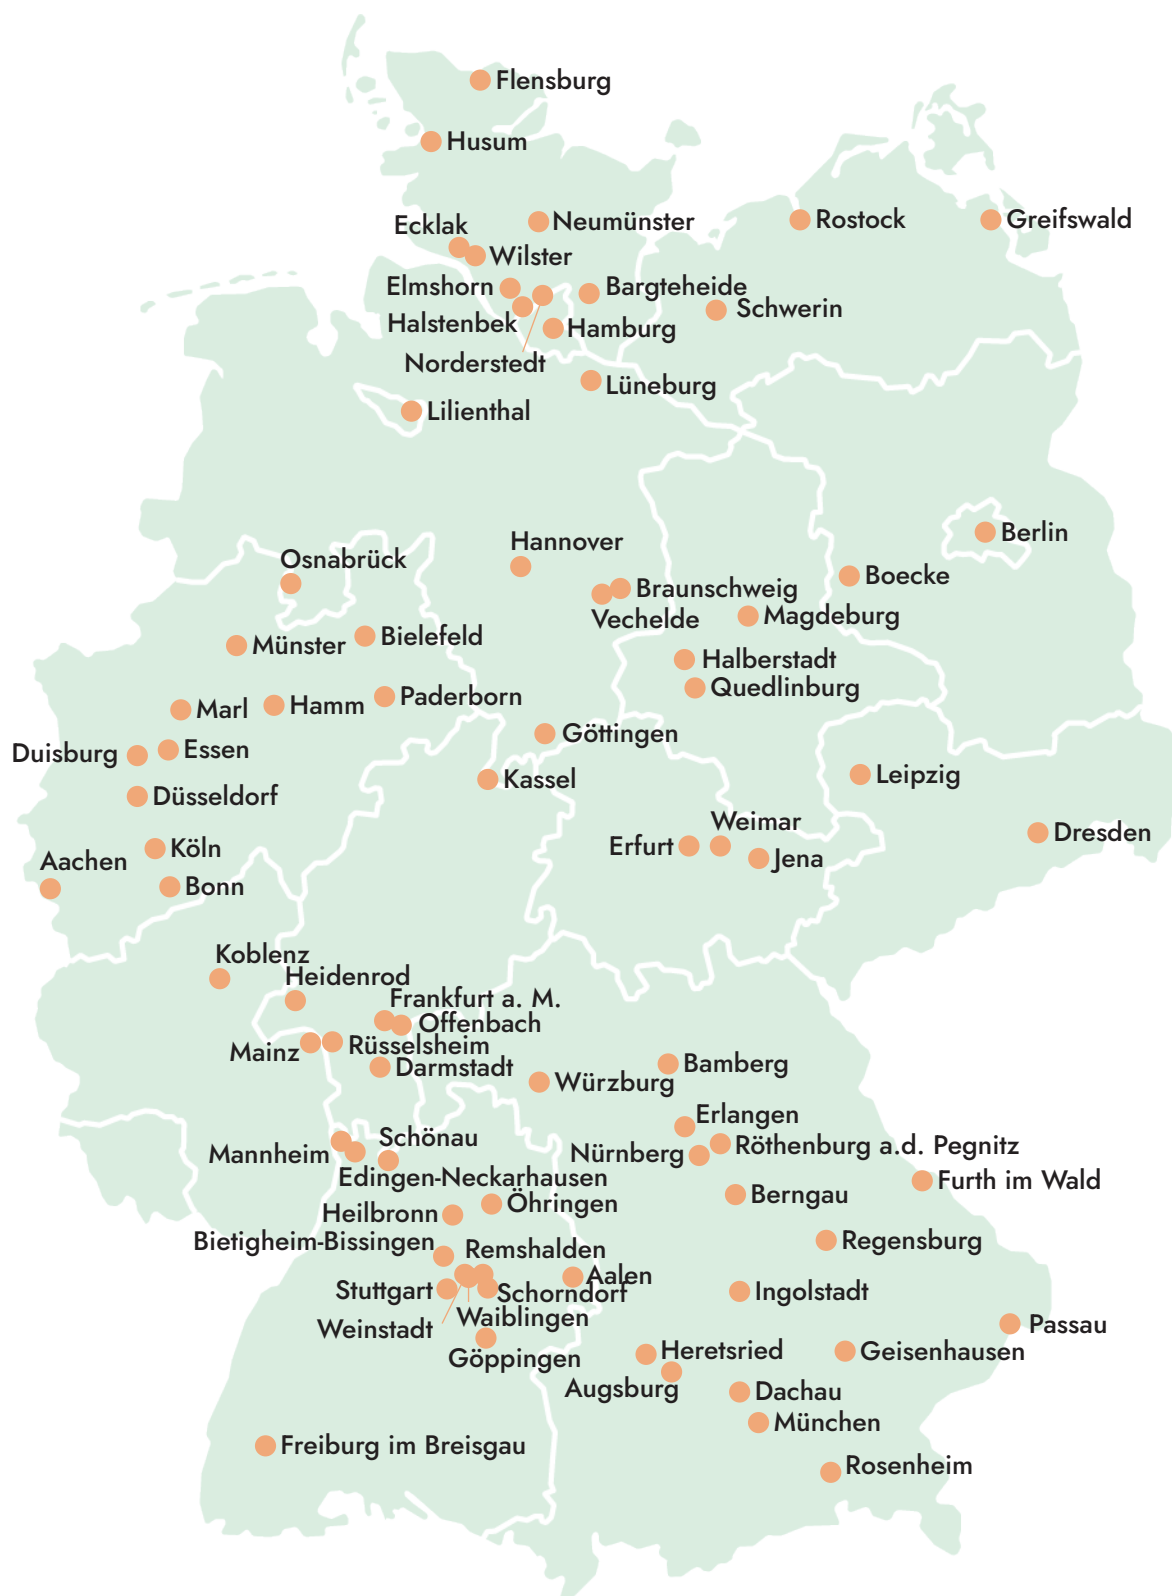 Flensburg
Husum
Neumünster
Rostock
Greifswald
Ecklak
Wilster
Elmshorn
Bargteheide
Schwerin
Halstenbek
Hamburg
Norderstedt
Lüneburg
Lilienthal
Berlin
Hannover
Osnabrück
Boecke
Braunschweig
Vechelde
Magdeburg
Bielefeld
Münster
Halberstadt
Quedlinburg
Paderborn
Hamm
Marl
Göttingen
Essen
Duisburg
Leipzig
Kassel
Düsseldorf
Weimar
Dresden
Erfurt
Köln
Jena
Aachen
Bonn
Koblenz
Heidenrod
Frankfurt a. M.
Offenbach
Mainz
Rüsselsheim
Darmstadt
Bamberg
Würzburg
Erlangen
Schönau
Röthenburg a.d. Pegnitz
Mannheim
Nürnberg
Edingen-Neckarhausen
Furth im Wald
Berngau
Öhringen
Heilbronn
Bietigheim-Bissingen
Regensburg
Remshalden
Aalen
Stuttgart
Schorndorf
Ingolstadt
Waiblingen
Weinstadt
Passau
Göppingen
Heretsried
Geisenhausen
Augsburg
Dachau
München
Freiburg im Breisgau
Rosenheim